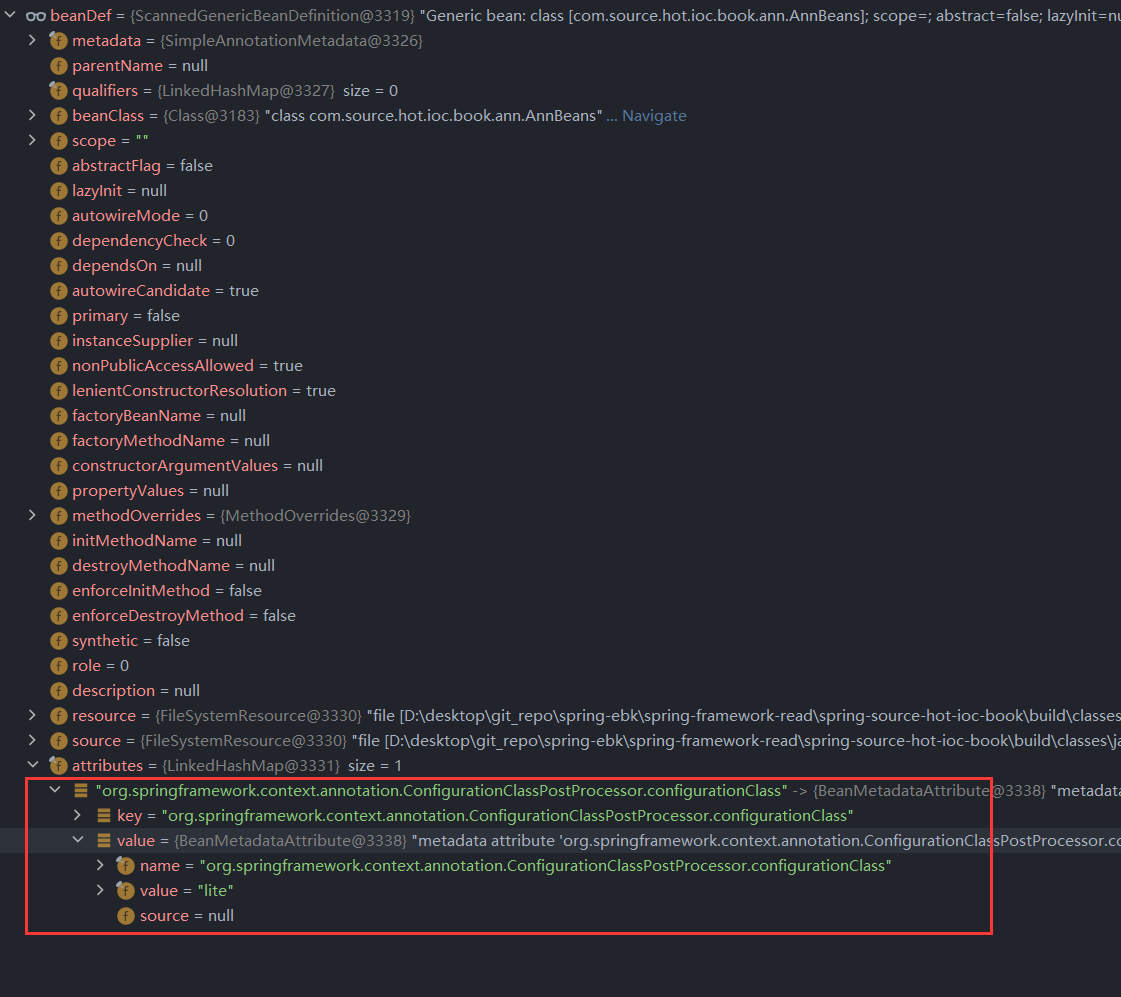 beanDef = {ScannedGenericBeanDefinition@3319} "Generic bean: class [com.source.hot.ioc.book.ann.AnnBeans]; scope=; abstract=false; lazyInit=nu
f metadata = {SimpleAnnotationMetadata@3326}
f parentName = null
f qualifiers = {LinkedHashMap@3327} size = 0
f beanClass = {Class@3183} "class com.source.hot.ioc.book.ann.AnnBeans" ... Navigate
f scope = ""
f abstractFlag = false
f lazyInit = null
f autowireMode = 0
f dependencyCheck = 0
f dependsOn = null
f autowireCandidate = true
f primary = false
f instanceSupplier = null
f nonPublicAccessAllowed = true
f lenientConstructorResolution = true
f factoryBeanName = null
f factoryMethodName = null
f constructorArgumentValues = null
f propertyValues = null
f methodOverrides = {MethodOverrides@3329}
f initMethodName = null
f destroyMethodName = null
f enforceInitMethod = false
f enforceDestroyMethod = false
f synthetic = false
f role = 0
f description = null
f resource = {FileSystemResource@3330} "file [D:\desktop\git_repo\spring-ebk\spring-framework-read\spring-source-hot-ioc-book\build\classes
f source = {FileSystemResource@3330} "file [D:\desktop\git_repo\spring-ebk\spring-framework-read\spring-source-hot-ioc-book\build\classes\ja
f attributes = {LinkedHashMap@3331} size = 1
"org.springframework.context.annotation.ConfigurationClassPostProcessor.configurationClass" -> {BeanMetadataAttribute@3338} "metadata
key = "org.springframework.context.annotation.ConfigurationClassPostProcessor.configurationClass"
value = {BeanMetadataAttribute@3338} "metadata attribute 'org.springframework.context.annotation.ConfigurationClassPostProcessor.co
f name = "org.springframework.context.annotation.ConfigurationClassPostProcessor.configurationClass"
f value = "lite"
f source = null